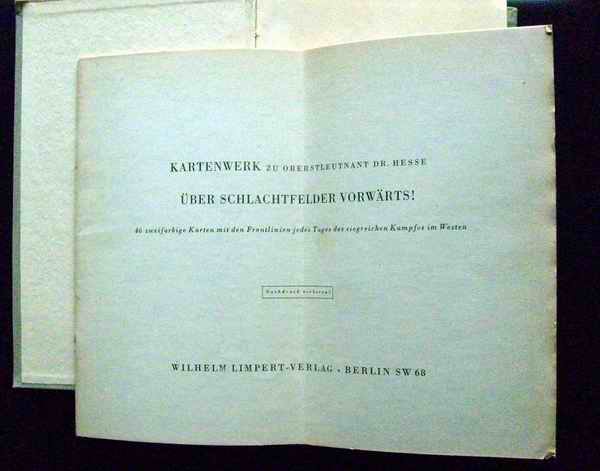 KARTENWERK ZU OBERSTLEUTNANT DR. HESSE
ÜBER SCHLACHTFELDER VORWÄRTS!
46 zweifarbige Karten mit den Frontlinien jedes Tages des siegreichen Kampfes im Westen
Nachdruck verboten!
WILHELM LIMPERT-VERLAG · BERLIN SW 68